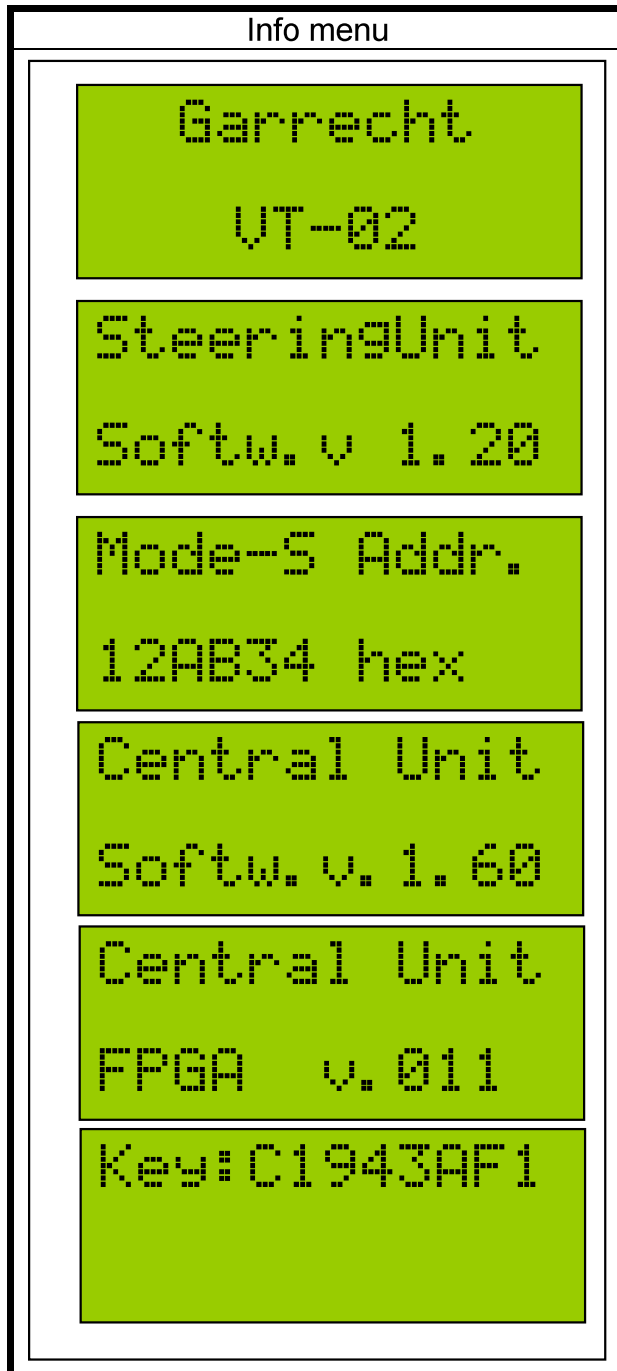 Info menu
Garrecht
VT-02
SteeringUnit
Softw.v 1.20
Mode-S Addr.
12AB34 hex
Central Unit
Softw.v.1.60
Central Unit
FPGA v.011
Key:C1943AF1